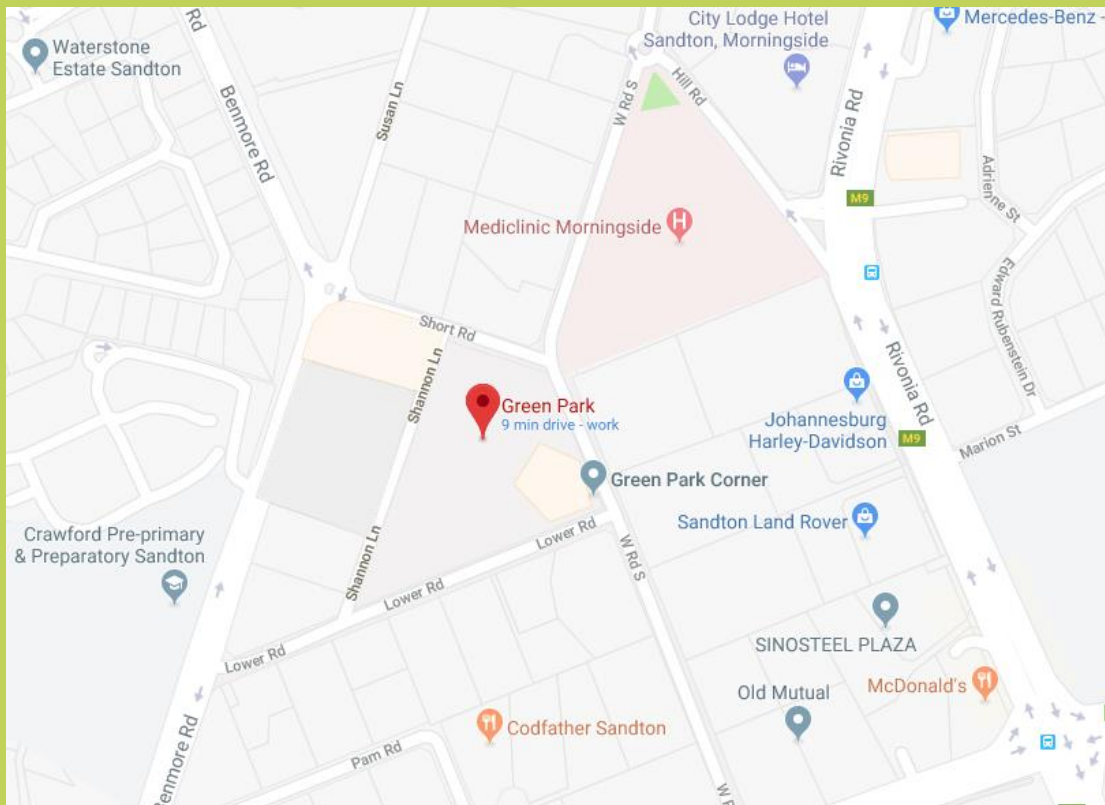 Rd
City Lodge Hotel
Sandton, Morningside
Mercedes-Benz -
Waterstone
Estate Sandton
Benmore Rd
Susan Ln
W Rd S
Hill Rd
Rivonia Rd
M9
Adrienne St
Mediclinic Morningside
H
Edward Rubenstein Dr
Short Rd
Shannon Ln
Green Park
9 min drive - work
Johannesburg
Harley-Davidson
Rivonia Rd
M9
Marion St
Green Park Corner
Sandton Land Rover
Crawford Pre-primary
& Preparatory Sandton
Lower Rd
W Rd S
Shannon Ln
Lower Rd
Lower Rd
SINOSTEEL PLAZA
McDonald's
Old Mutual
Codfather Sandton
Pam Rd
Benmore Rd